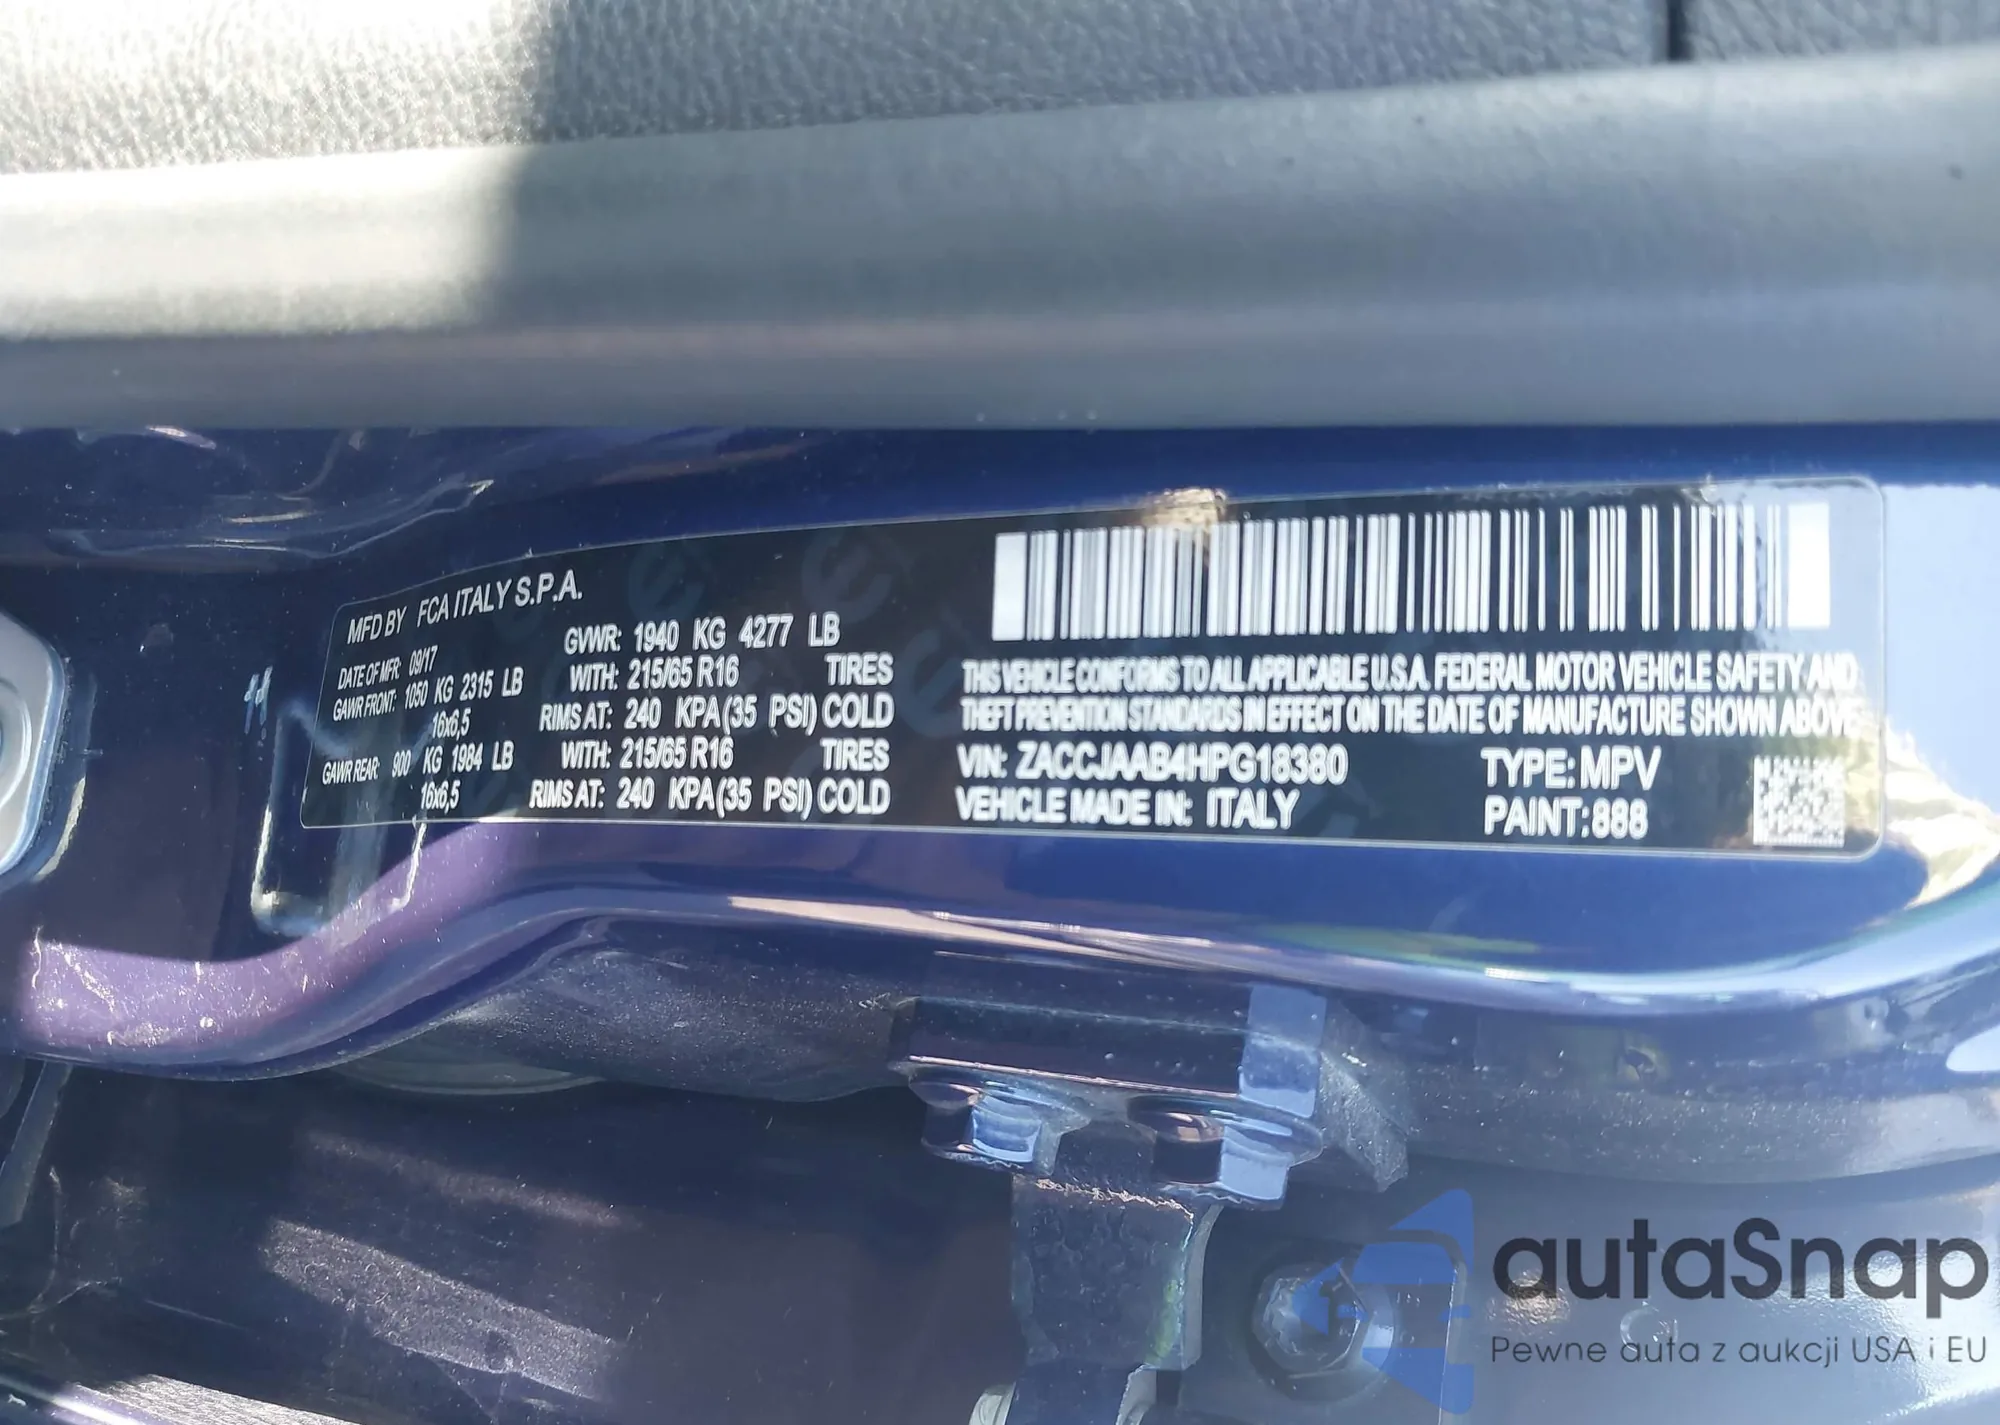 MFD BY FCA ITALY S.P.A.
DATE OF MFR: 09/17 GVWR: 1940 KG 4277 LB
GAWR FRONT: 1050 KG 2315 LB WITH: 215/65 R16 TIRES
16x6,5 RIMS AT: 240 KPA(35 PSI) COLD
GAWR REAR: 900 KG 1984 LB WITH: 215/65 R16 TIRES
16x6,5 RIMS AT: 240 KPA(35 PSI) COLD
THIS VEHICLE CONFORMS TO ALL APPLICABLE U.S.A. FEDERAL MOTOR VEHICLE SAFETY AND
THEFT PREVENTION STANDARDS IN EFFECT ON THE DATE OF MANUFACTURE SHOWN ABOVE
VIN: ZACCJAAB4HPG18380 TYPE: MPV
VEHICLE MADE IN: ITALY PAINT: 888
autaSnap
Pewne auta z aukcji USA i EU